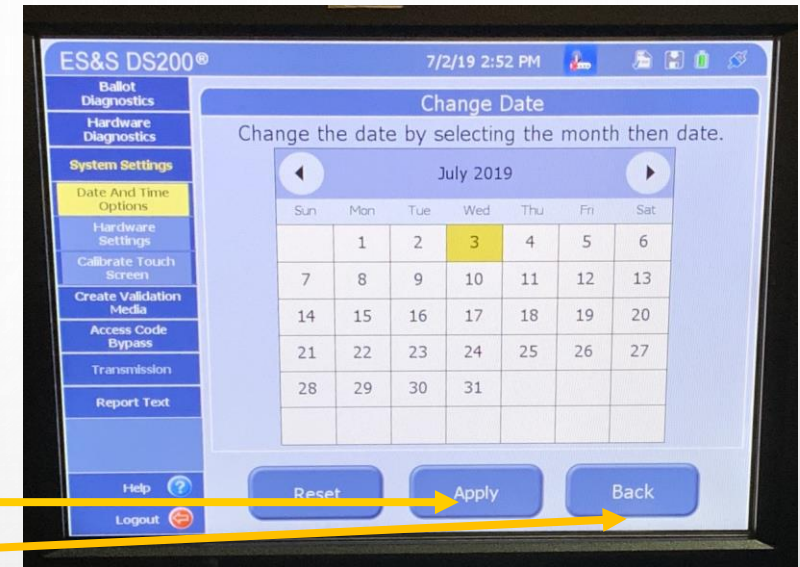 ES&S DS200®
7/2/19 2:52 PM
Ballot
Diagnostics
Hardware
Diagnostics
System Settings
Date And Time
Options
Hardware
Settings
Calibrate Touch
Screen
Create Validation
Media
Access Code
Bypass
Transmission
Report Text
Help ?
Logout
Change Date
Change the date by selecting the month then date.
July 2019
Sun Mon Tue Wed Thu Fri Sat
1 2 3 4 5 6
7 8 9 10 11 12 13
14 15 16 17 18 19 20
21 22 23 24 25 26 27
28 29 30 31
Reset Apply Back